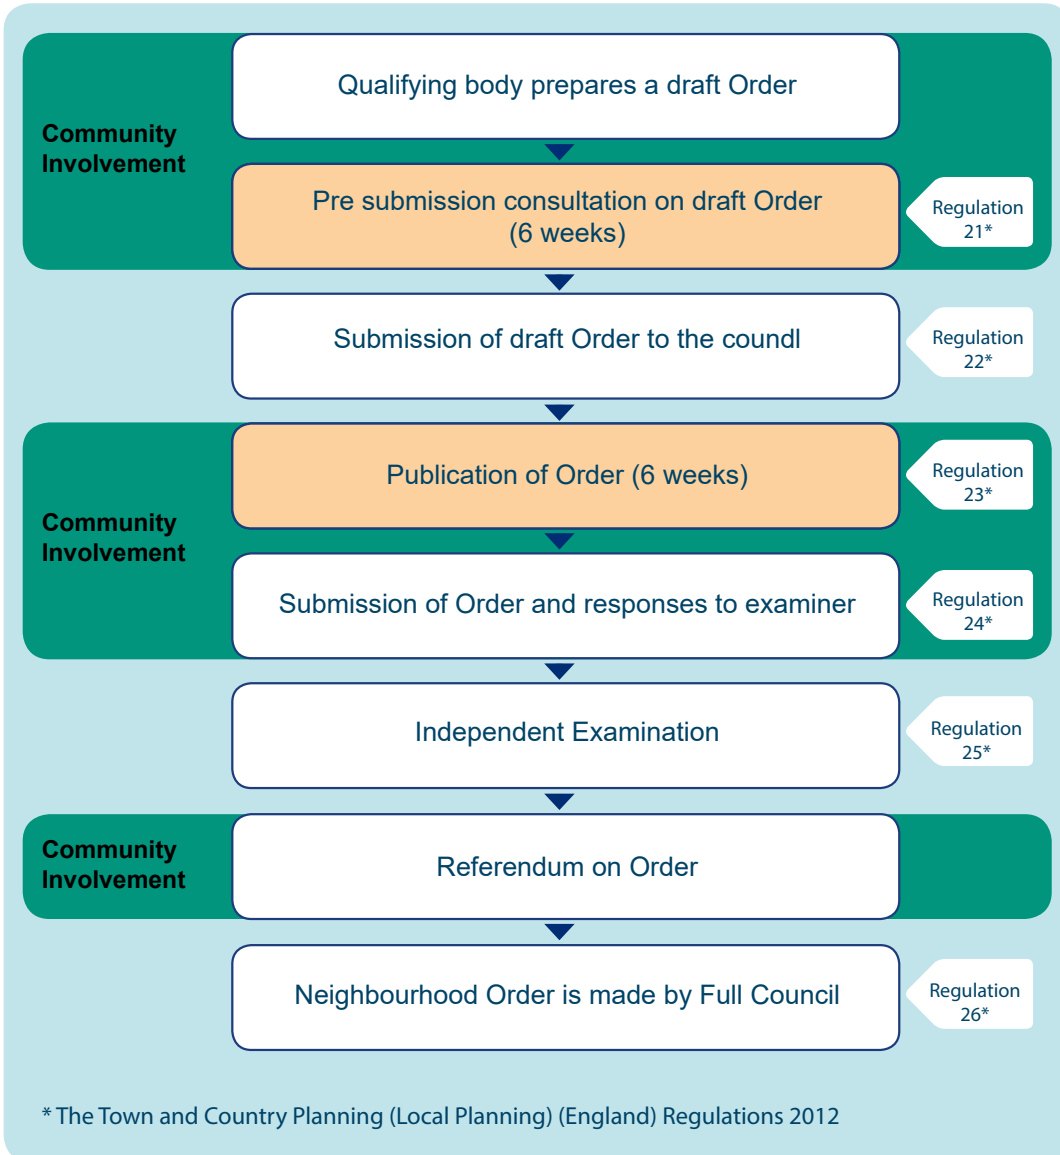 Qualifying body prepares a draft Order
Community
Involvement
Pre submission consultation on draft Order
(6 weeks)
Regulation
21*
Submission of draft Order to the coundl
Regulation
22*
Publication of Order (6 weeks)
Regulation
23*
Community
Involvement
Submission of Order and responses to examiner
Regulation
24*
Independent Examination
Regulation
25*
Community
Involvement
Referendum on Order
Neighbourhood Order is made by Full Council
Regulation
26*
* The Town and Country Planning (Local Planning) (England) Regulations 2012